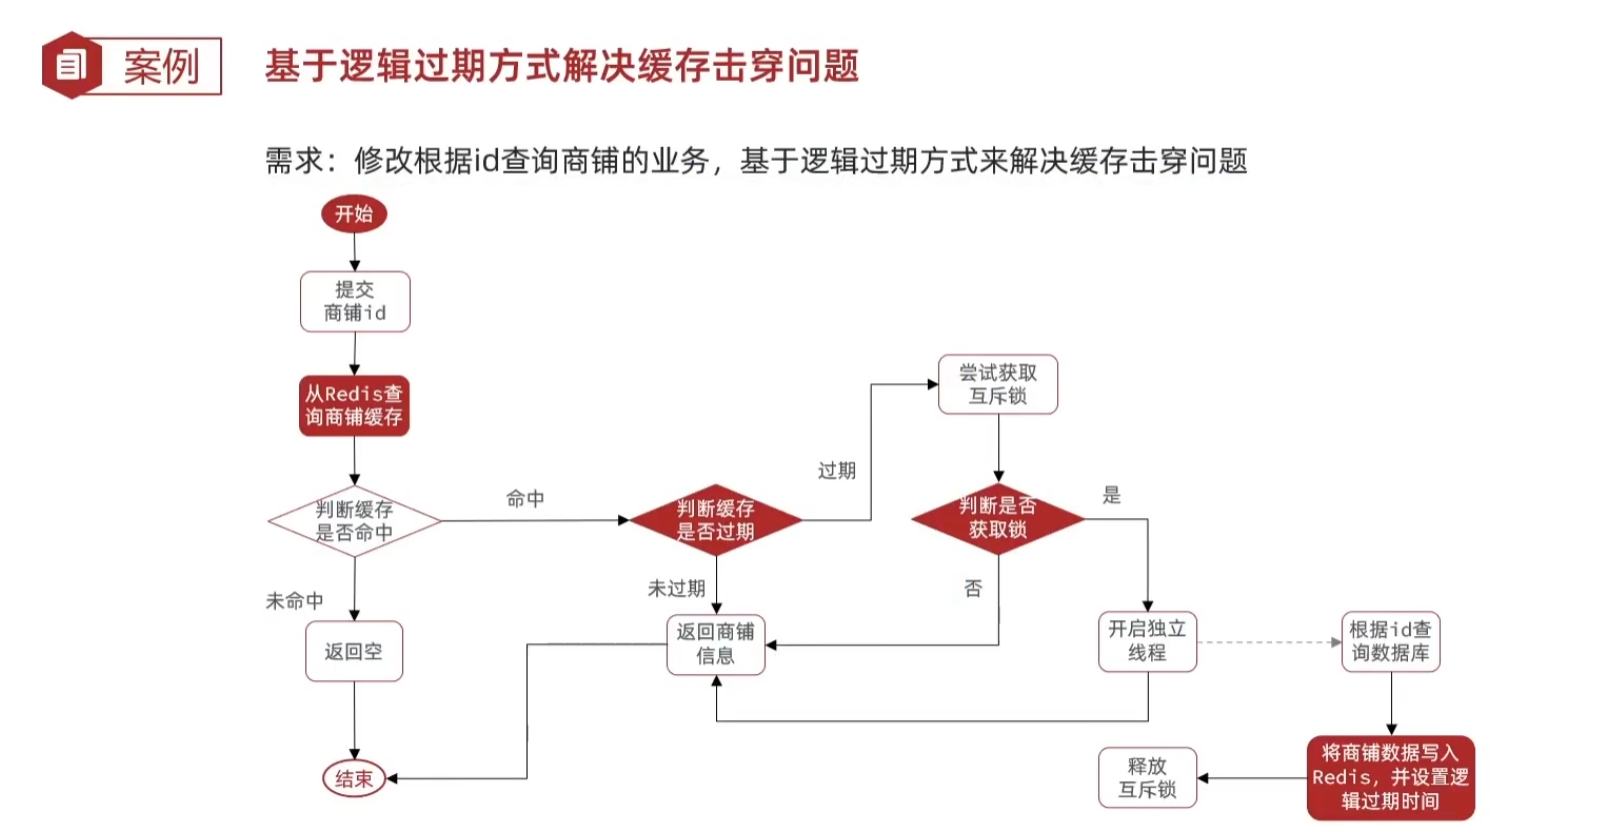 案例
基于逻辑过期方式解决缓存击穿问题
需求：修改根据id查询商铺的业务，基于逻辑过期方式来解决缓存击穿问题
开始
提交
商铺id
从Redis查
询商铺缓存
判断缓存
是否命中
命中
未命中
返回空
结束
判断缓存
是否过期
过期
未过期
返回商铺
信息
尝试获取
互斥锁
判断是否
获取锁
是
否
开启独立
线程
根据id查
询数据库
将商铺数据写入
Redis，并设置逻
辑过期时间
释放
互斥锁